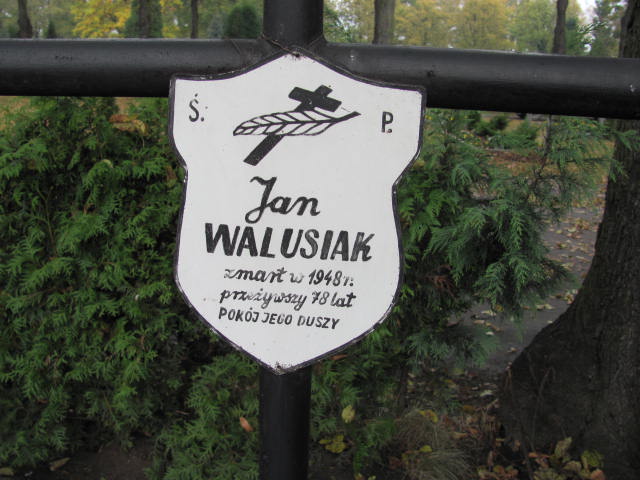 Ś. P.
Jan
WALUSIAK
zmarł w 1948 r.
przeżywszy 78 lat
POKÓJ JEGO DUSZY